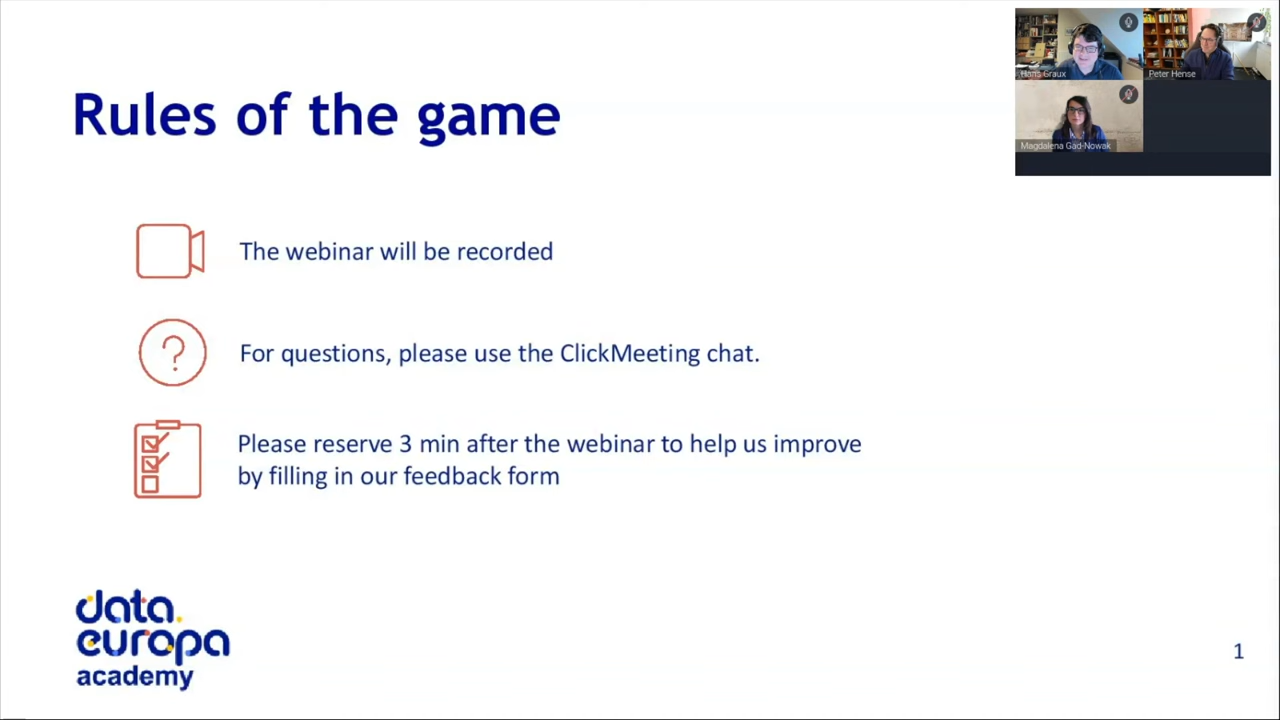 Rules of the game
Hans Graux
Peter Hense
Magdalena Gad-Nowak
The webinar will be recorded
For questions, please use the ClickMeeting chat.
Please reserve 3 min after the webinar to help us improve
by filling in our feedback form
data.
europa
academy
1